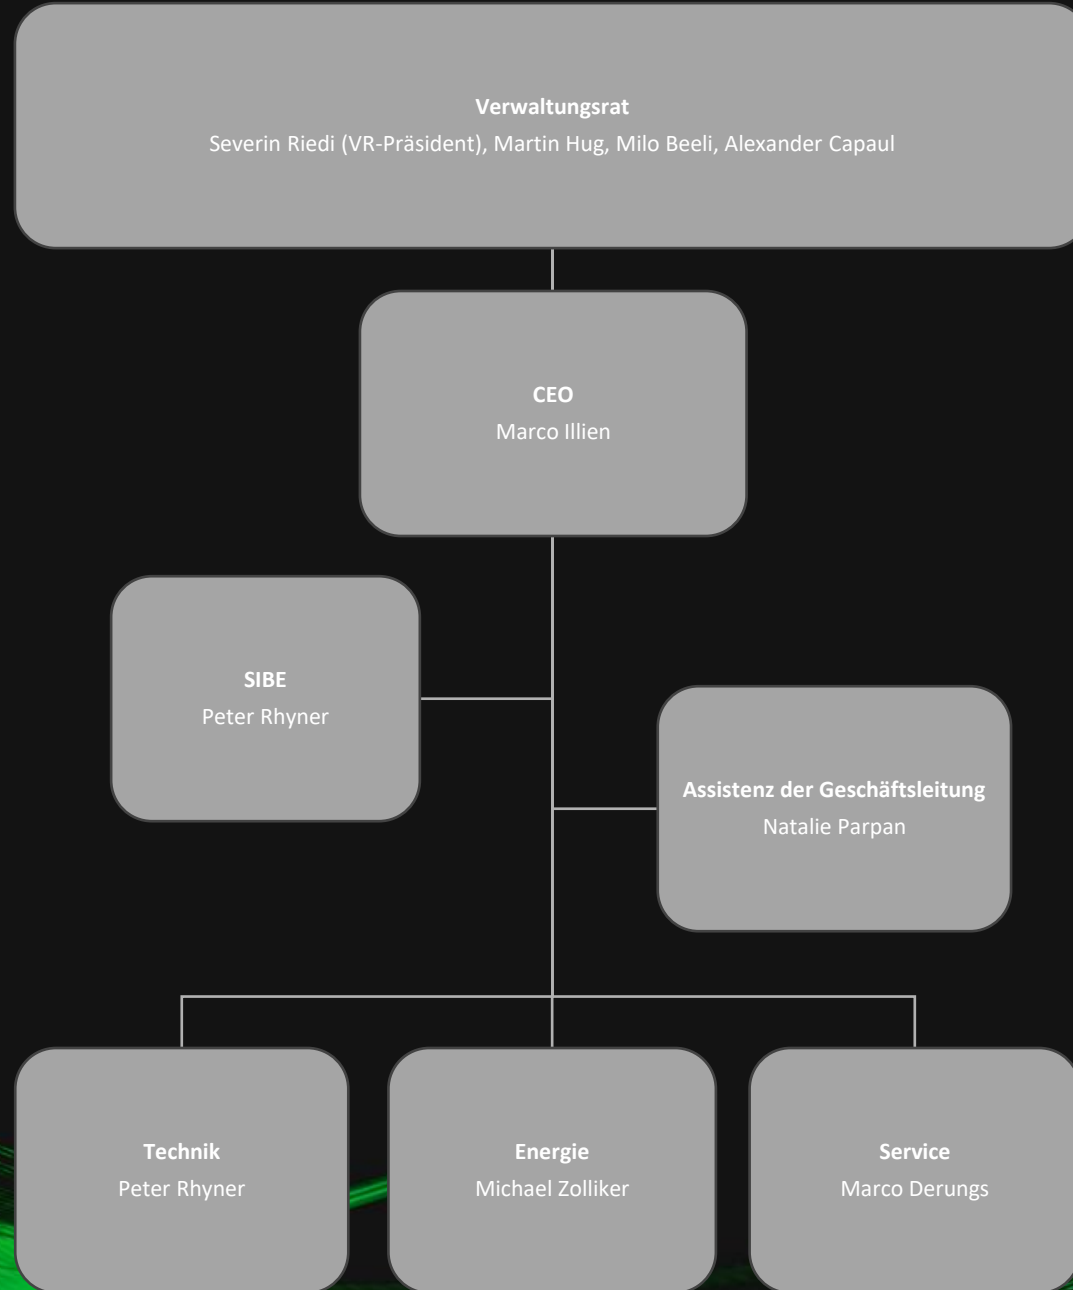 Verwaltungsrat
Severin Riedi (VR-Präsident), Martin Hug, Milo Beeli, Alexander Capaul
CEO
Marco Illien
SIBE
Peter Rhyner
Assistenz der Geschäftsleitung
Natalie Parpan
Technik
Peter Rhyner
Energie
Michael Zolliker
Service
Marco Derungs